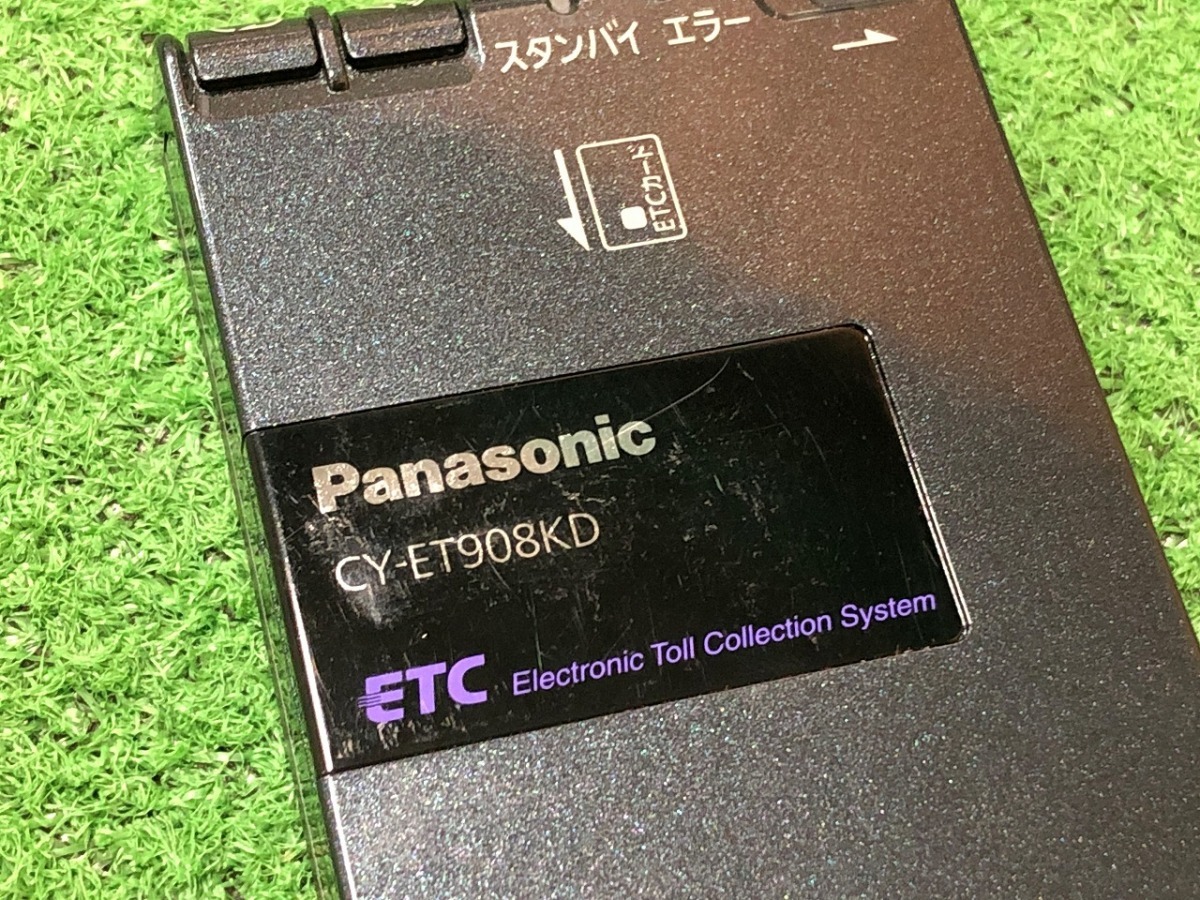 スタンバイ エラー
ETCカード
Panasonic
CY-ET908KD
ETC Electronic Toll Collection System